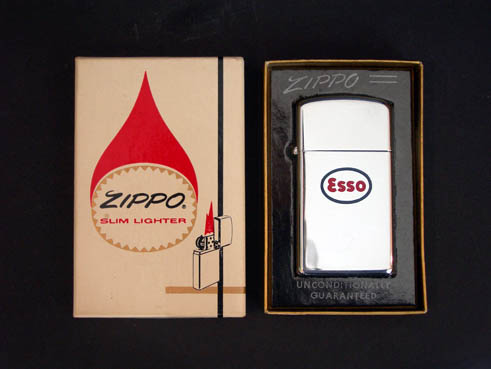 ZIPPO®
SLIM LIGHTER
ZIPPO
Esso
UNCONDITIONALLY
GUARANTEED